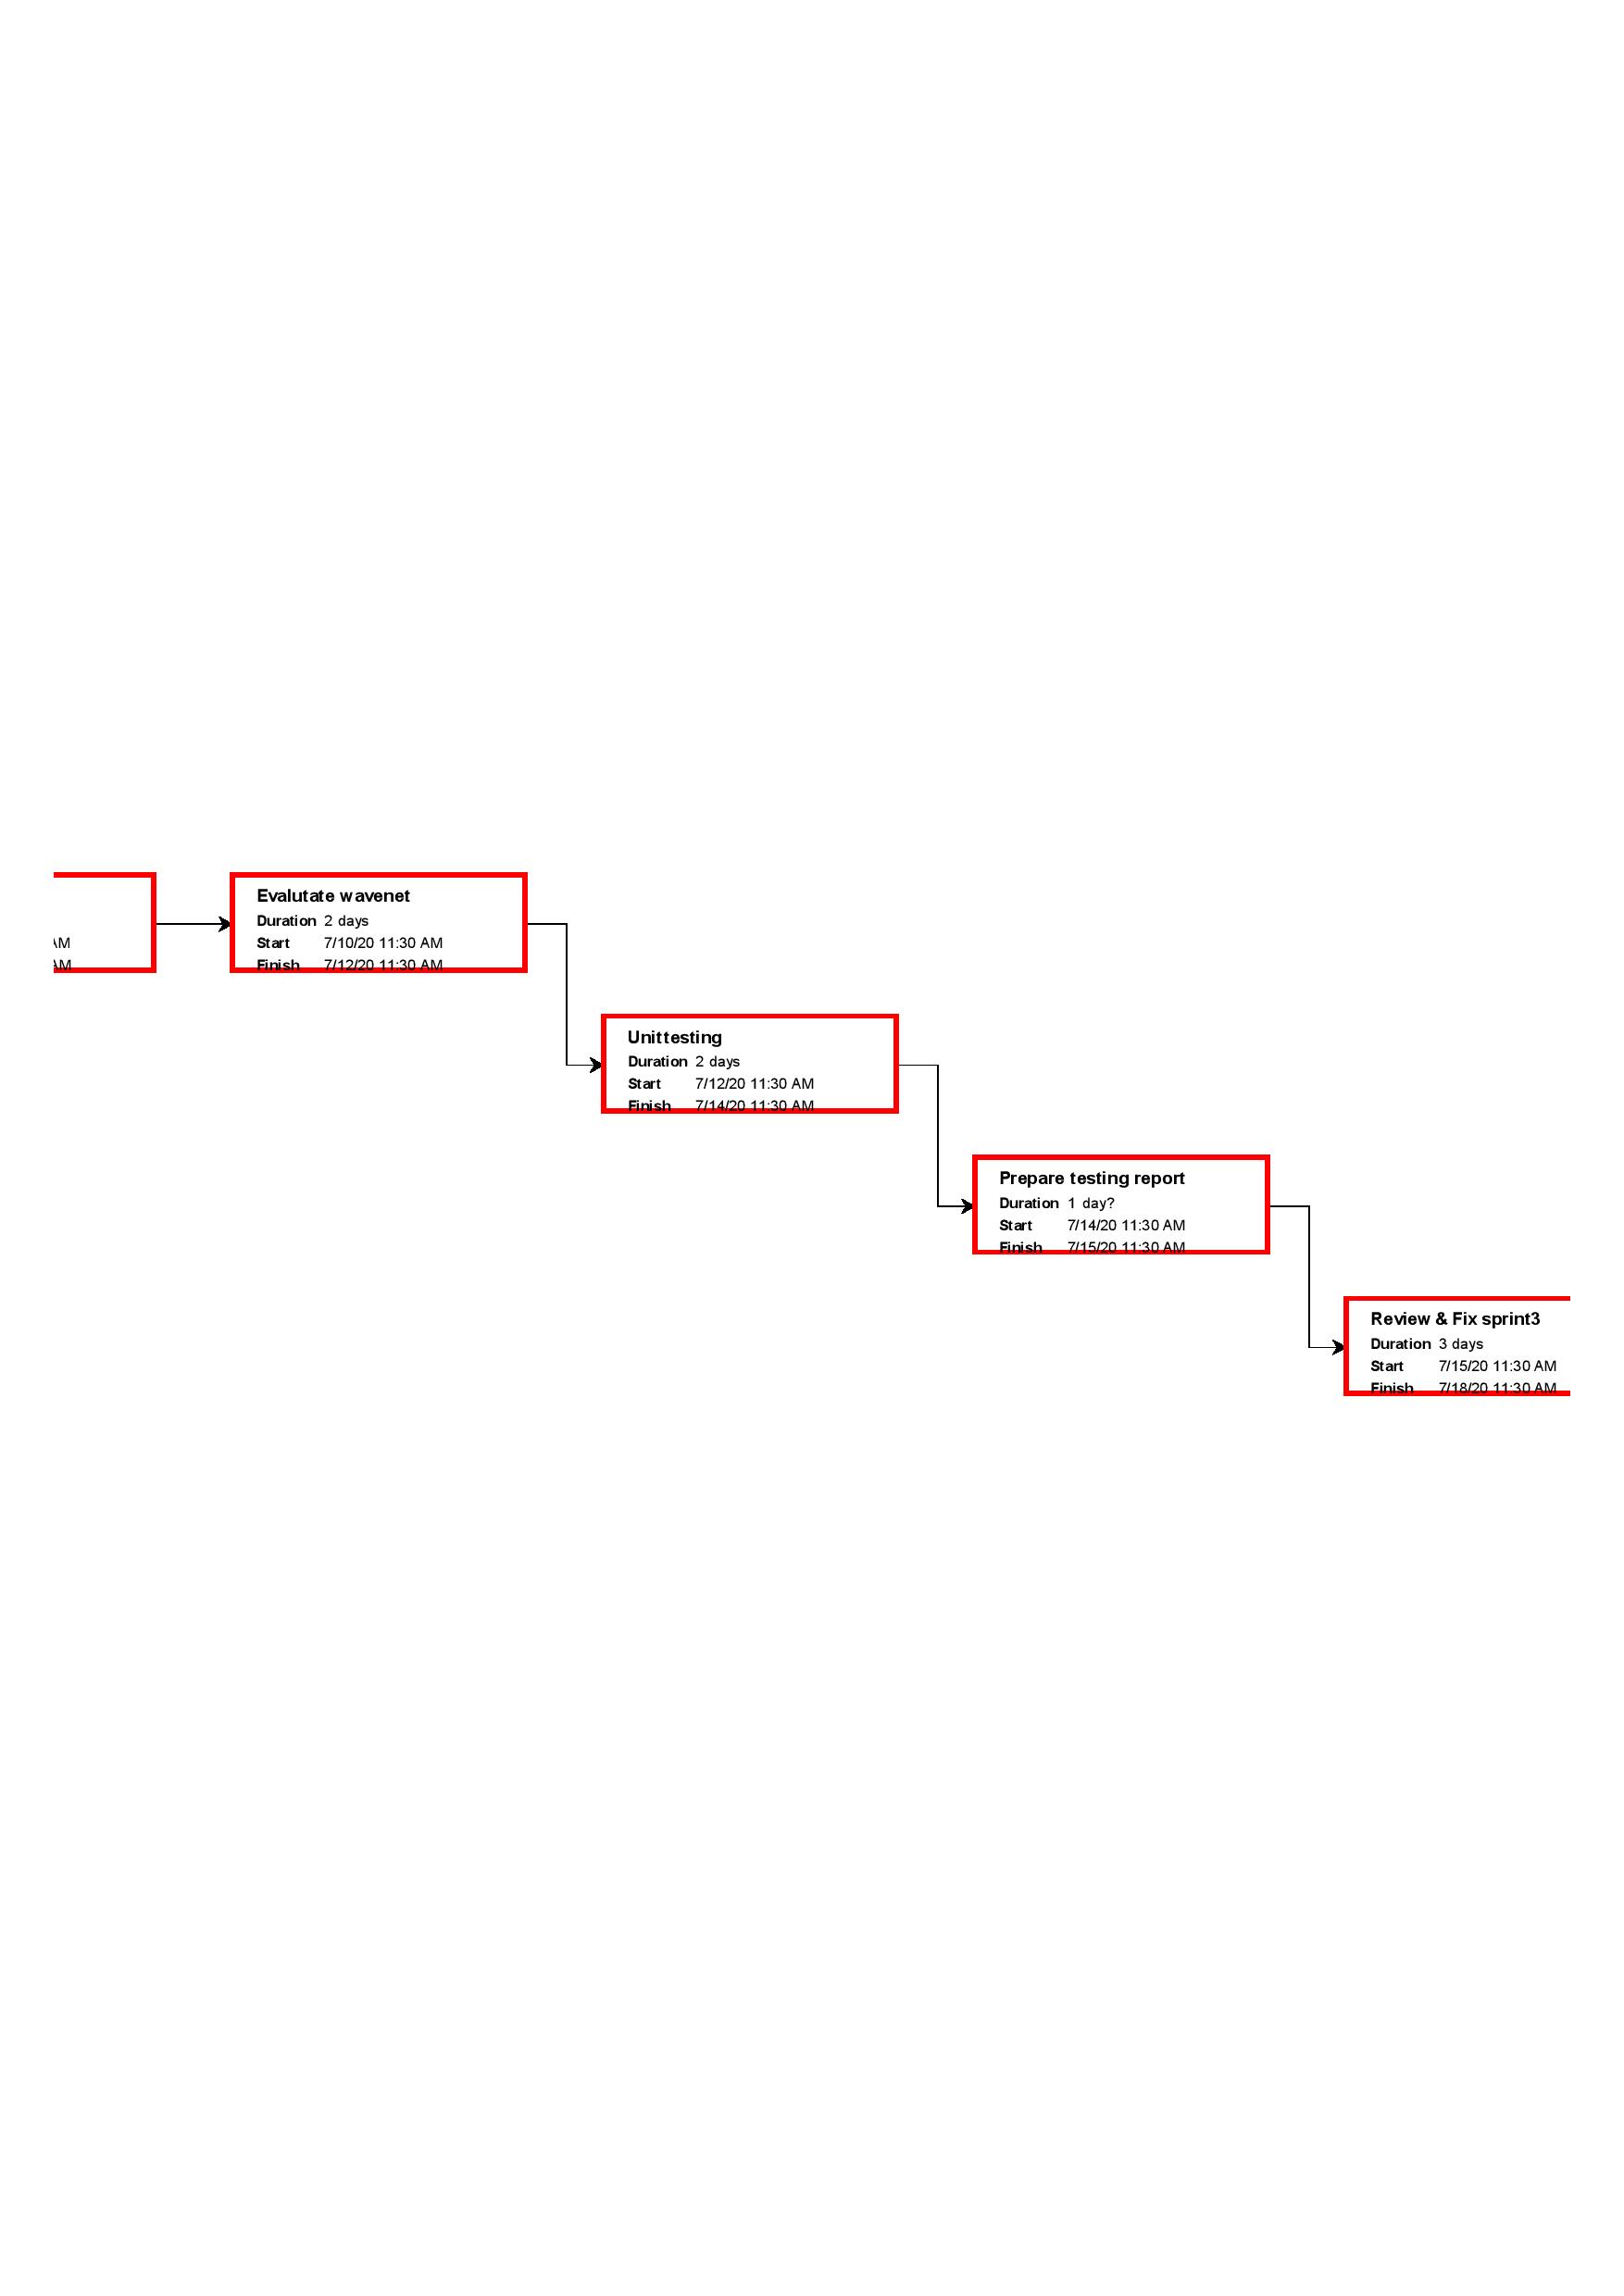 AM
AM
Evalutate wavenet
Duration 2 days
Start 7/10/20 11:30 AM
Finish 7/12/20 11:30 AM
Unittesting
Duration 2 days
Start 7/12/20 11:30 AM
Finish 7/14/20 11:30 AM
Prepare testing report
Duration 1 day?
Start 7/14/20 11:30 AM
Finish 7/15/20 11:30 AM
Review & Fix sprint3
Duration 3 days
Start 7/15/20 11:30 AM
Finish 7/18/20 11:30 AM